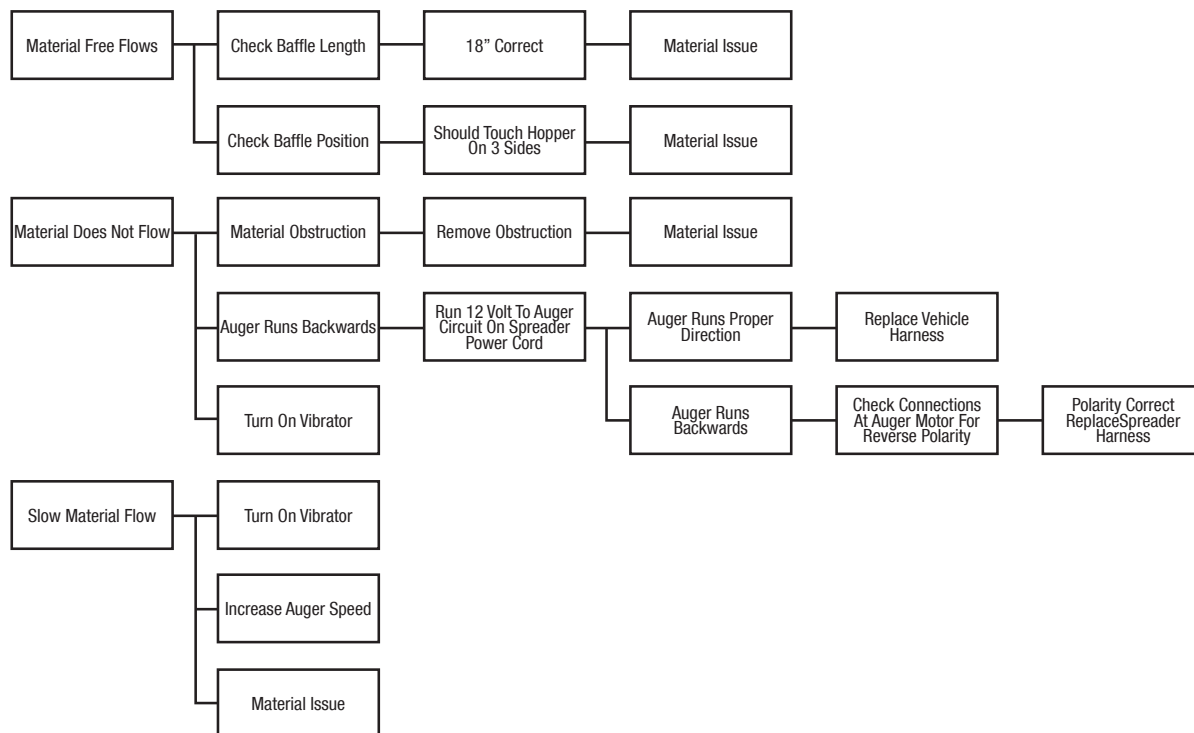 Material Free Flows
Check Baffle Length
18” Correct
Material Issue
Check Baffle Position
Should Touch Hopper
On 3 Sides
Material Issue
Material Does Not Flow
Material Obstruction
Remove Obstruction
Material Issue
Auger Runs Backwards
Run 12 Volt To Auger
Circuit On Spreader
Power Cord
Auger Runs Proper
Direction
Replace Vehicle
Harness
Turn On Vibrator
Auger Runs
Backwards
Check Connections
At Auger Motor For
Reverse Polarity
Polarity Correct
ReplaceSpreader
Harness
Slow Material Flow
Turn On Vibrator
Increase Auger Speed
Material Issue